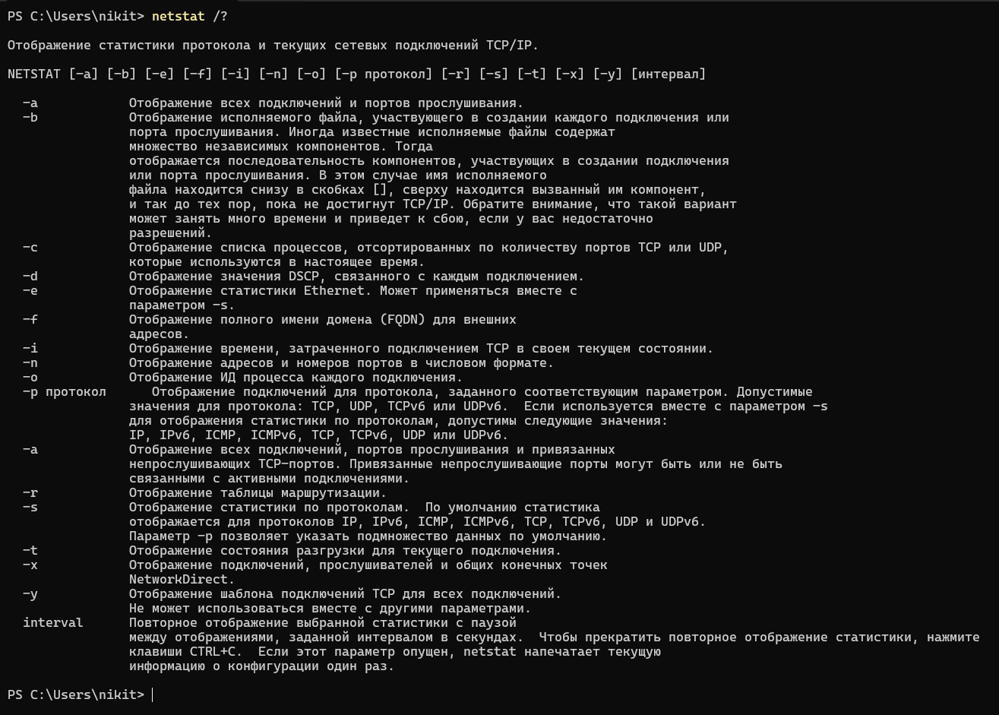 PS C:\Users\nikit> netstat /?
Отображение статистики протокола и текущих сетевых подключений TCP/IP.
NETSTAT [-a] [-b] [-e] [-f] [-i] [-n] [-o] [-p протокол] [-r] [-s] [-t] [-x] [-y] [интервал]
-a Отображение всех подключений и портов прослушивания.
-b Отображение исполняемого файла, участвующего в создании каждого подключения или
порта прослушивания. Иногда известные исполняемые файлы содержат
множество независимых компонентов. Тогда
отображается последовательность компонентов, участвующих в создании подключения
или порта прослушивания. В этом случае имя исполняемого
файла находится снизу в скобках [], сверху находится вызванный им компонент,
и так до тех пор, пока не достигнут TCP/IP. Обратите внимание, что такой вариант
может занять много времени и приведет к сбою, если у вас недостаточно
разрешений.
-c Отображение списка процессов, отсортированных по количеству портов TCP или UDP,
которые используются в настоящее время.
-d Отображение значения DSCP, связанного с каждым подключением.
-e Отображение статистики Ethernet. Может применяться вместе с
параметром -s.
-f Отображение полного имени домена (FQDN) для внешних
адресов.
-i Отображение времени, затраченного подключением TCP в своем текущем состоянии.
-n Отображение адресов и номеров портов в числовом формате.
-o Отображение ИД процесса каждого подключения.
-p протокол Отображение подключений для протокола, заданного соответствующим параметром. Допустимые
значения для протокола: TCP, UDP, TCPv6 или UDPv6.  Если используется вместе с параметром -s
для отображения статистики по протоколам, допустимы следующие значения:
IP, IPv6, ICMP, ICMPv6, TCP, TCPv6, UDP или UDPv6.
-a Отображение всех подключений, портов прослушивания и привязанных
непрослушивающих TCP-портов. Привязанные непрослушивающие порты могут быть или не быть
связанными с активными подключениями.
-r Отображение таблицы маршрутизации.
-s Отображение статистики по протоколам.  По умолчанию статистика
отображается для протоколов IP, IPv6, ICMP, ICMPv6, TCP, TCPv6, UDP и UDPv6.
Параметр -p позволяет указать подмножество данных по умолчанию.
-t Отображение состояния разгрузки для текущего подключения.
-x Отображение подключений, прослушивателей и общих конечных точек
NetworkDirect.
-y Отображение шаблона подключений TCP для всех подключений.
Не может использоваться вместе с другими параметрами.
interval Повторное отображение выбранной статистики с паузой
между отображениями, заданной интервалом в секундах.  Чтобы прекратить повторное отображение статистики, нажмите
клавиши CTRL+C.  Если этот параметр опущен, netstat напечатает текущую
информацию о конфигурации один раз.
PS C:\Users\nikit>